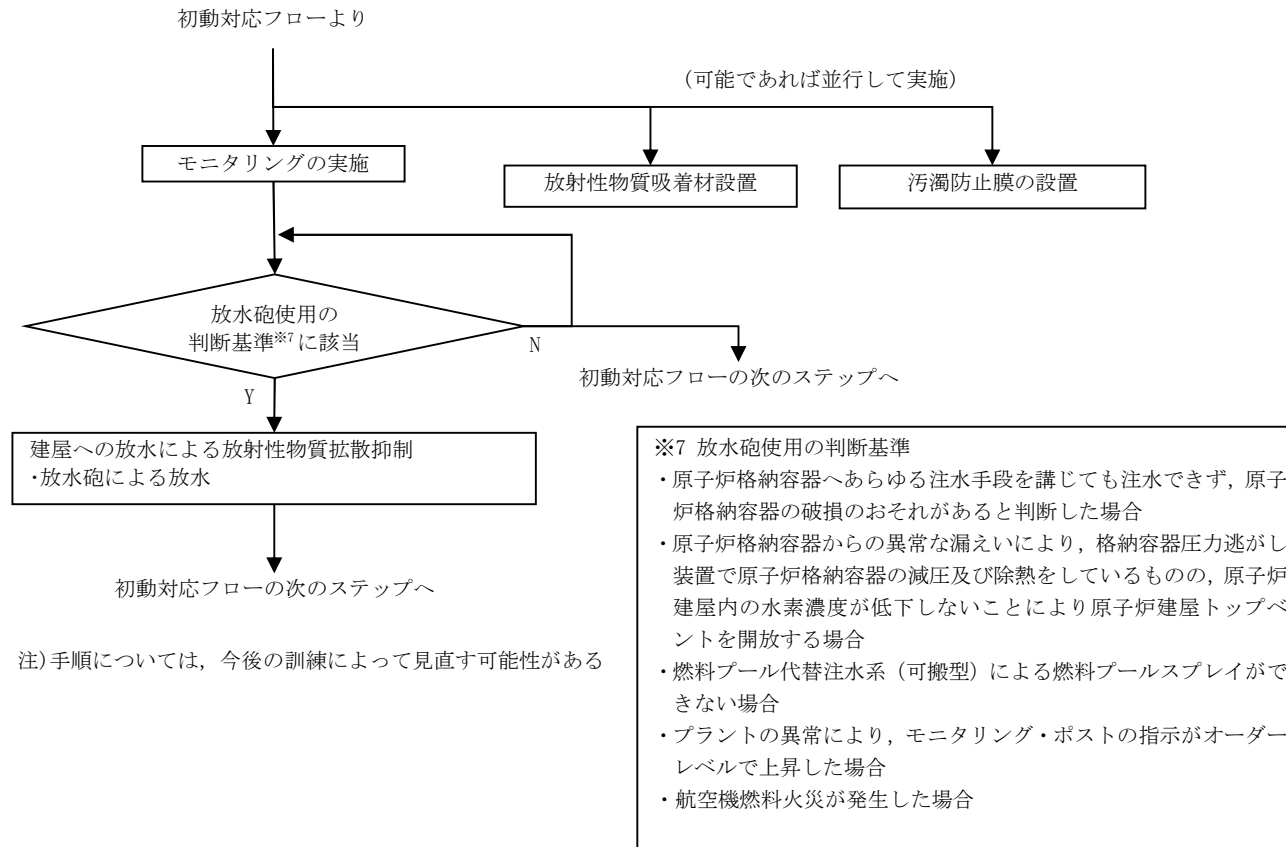 初動対応フローより
（可能であれば並行して実施）
モニタリングの実施
放射性物質吸着材設置
汚濁防止膜の設置
放水砲使用の
判断基準※7に該当
N
初動対応フローの次のステップへ
Y
建屋への放水による放射性物質拡散抑制
・放水砲による放水
初動対応フローの次のステップへ
注）手順については，今後の訓練によって見直す可能性がある
※7 放水砲使用の判断基準
・原子炉格納容器へあらゆる注水手段を講じても注水できず，原子
炉格納容器の破損のおそれがあると判断した場合
・原子炉格納容器からの異常な漏えいにより，格納容器圧力逃がし
装置で原子炉格納容器の減圧及び除熱をしているものの，原子炉
建屋内の水素濃度が低下しないことにより原子炉建屋トップベ
ントを開放する場合
・燃料プール代替注水系（可搬型）による燃料プールスプレイがで
きない場合
・プラントの異常により，モニタリング・ポストの指示がオーダー
レベルで上昇した場合
・航空機燃料火災が発生した場合